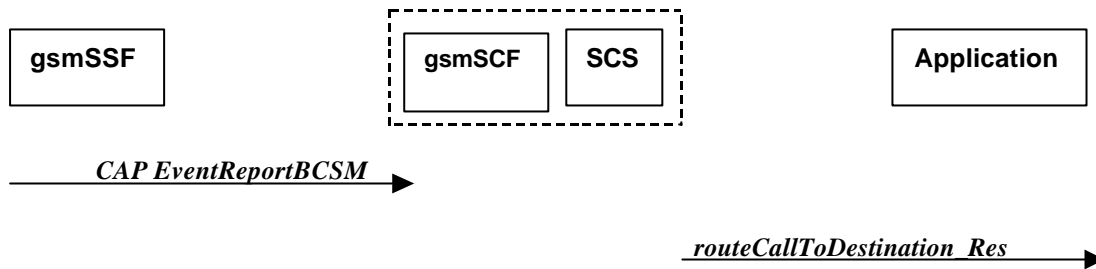 gsmSSF
gsmSCF
SCS
Application
CAP EventReportBCSM
routeCallToDestination_Res